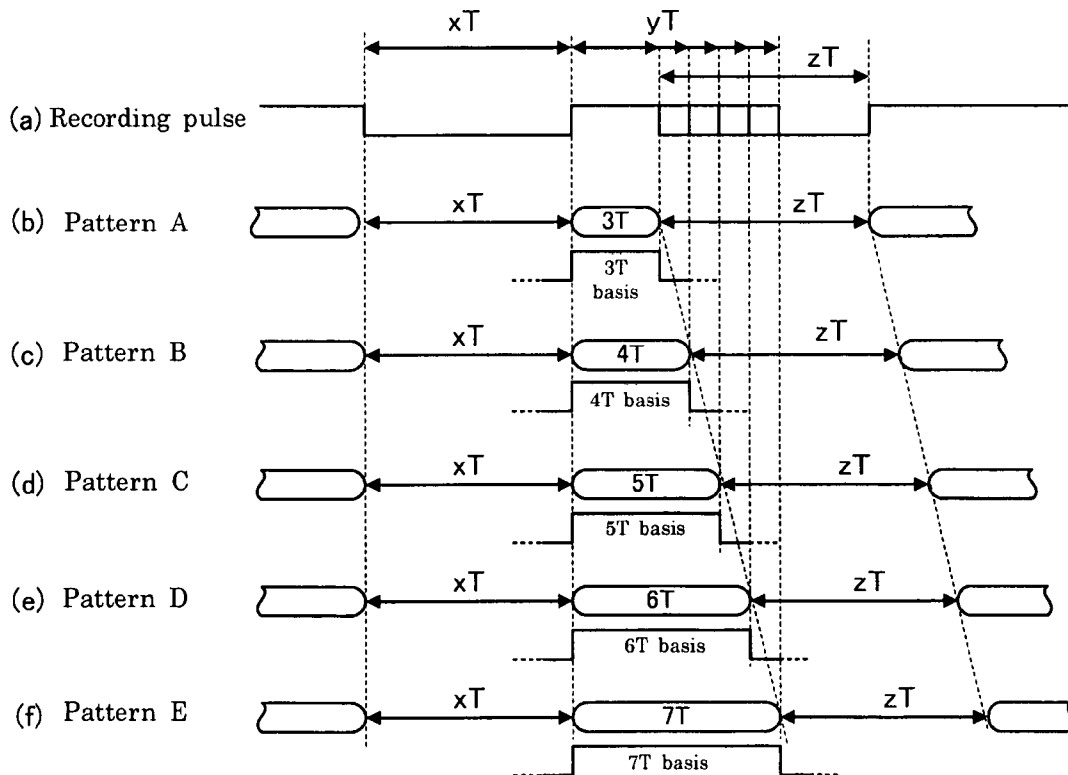 xT yT
zT
(a) Recording pulse
(b) Pattern A xT 3T zT
3T
basis
(c) Pattern B xT 4T zT
4T basis
(d) Pattern C xT 5T zT
5T basis
(e) Pattern D xT 6T zT
6T basis
(f) Pattern E xT 7T zT
7T basis